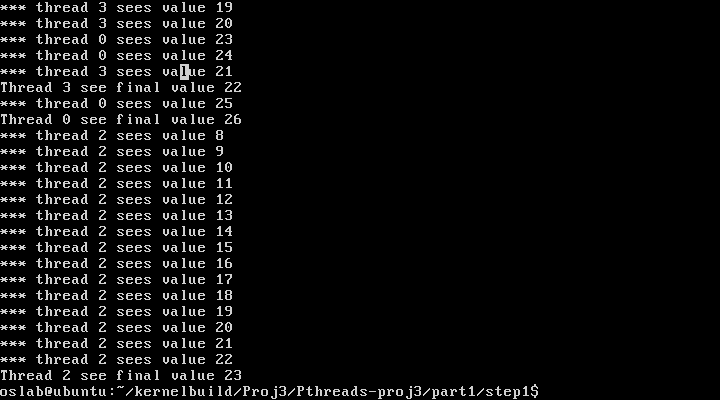 *** thread 3 sees value 19
*** thread 3 sees value 20
*** thread 0 sees value 23
*** thread 0 sees value 24
*** thread 3 sees value 21
Thread 3 see final value 22
*** thread 0 sees value 25
Thread 0 see final value 26
*** thread 2 sees value 8
*** thread 2 sees value 9
*** thread 2 sees value 10
*** thread 2 sees value 11
*** thread 2 sees value 12
*** thread 2 sees value 13
*** thread 2 sees value 14
*** thread 2 sees value 15
*** thread 2 sees value 16
*** thread 2 sees value 17
*** thread 2 sees value 18
*** thread 2 sees value 19
*** thread 2 sees value 20
*** thread 2 sees value 21
*** thread 2 sees value 22
Thread 2 see final value 23
oslab@ubuntu:~/kernelbuild/Proj3/Pthreads-proj3/part1/step1$